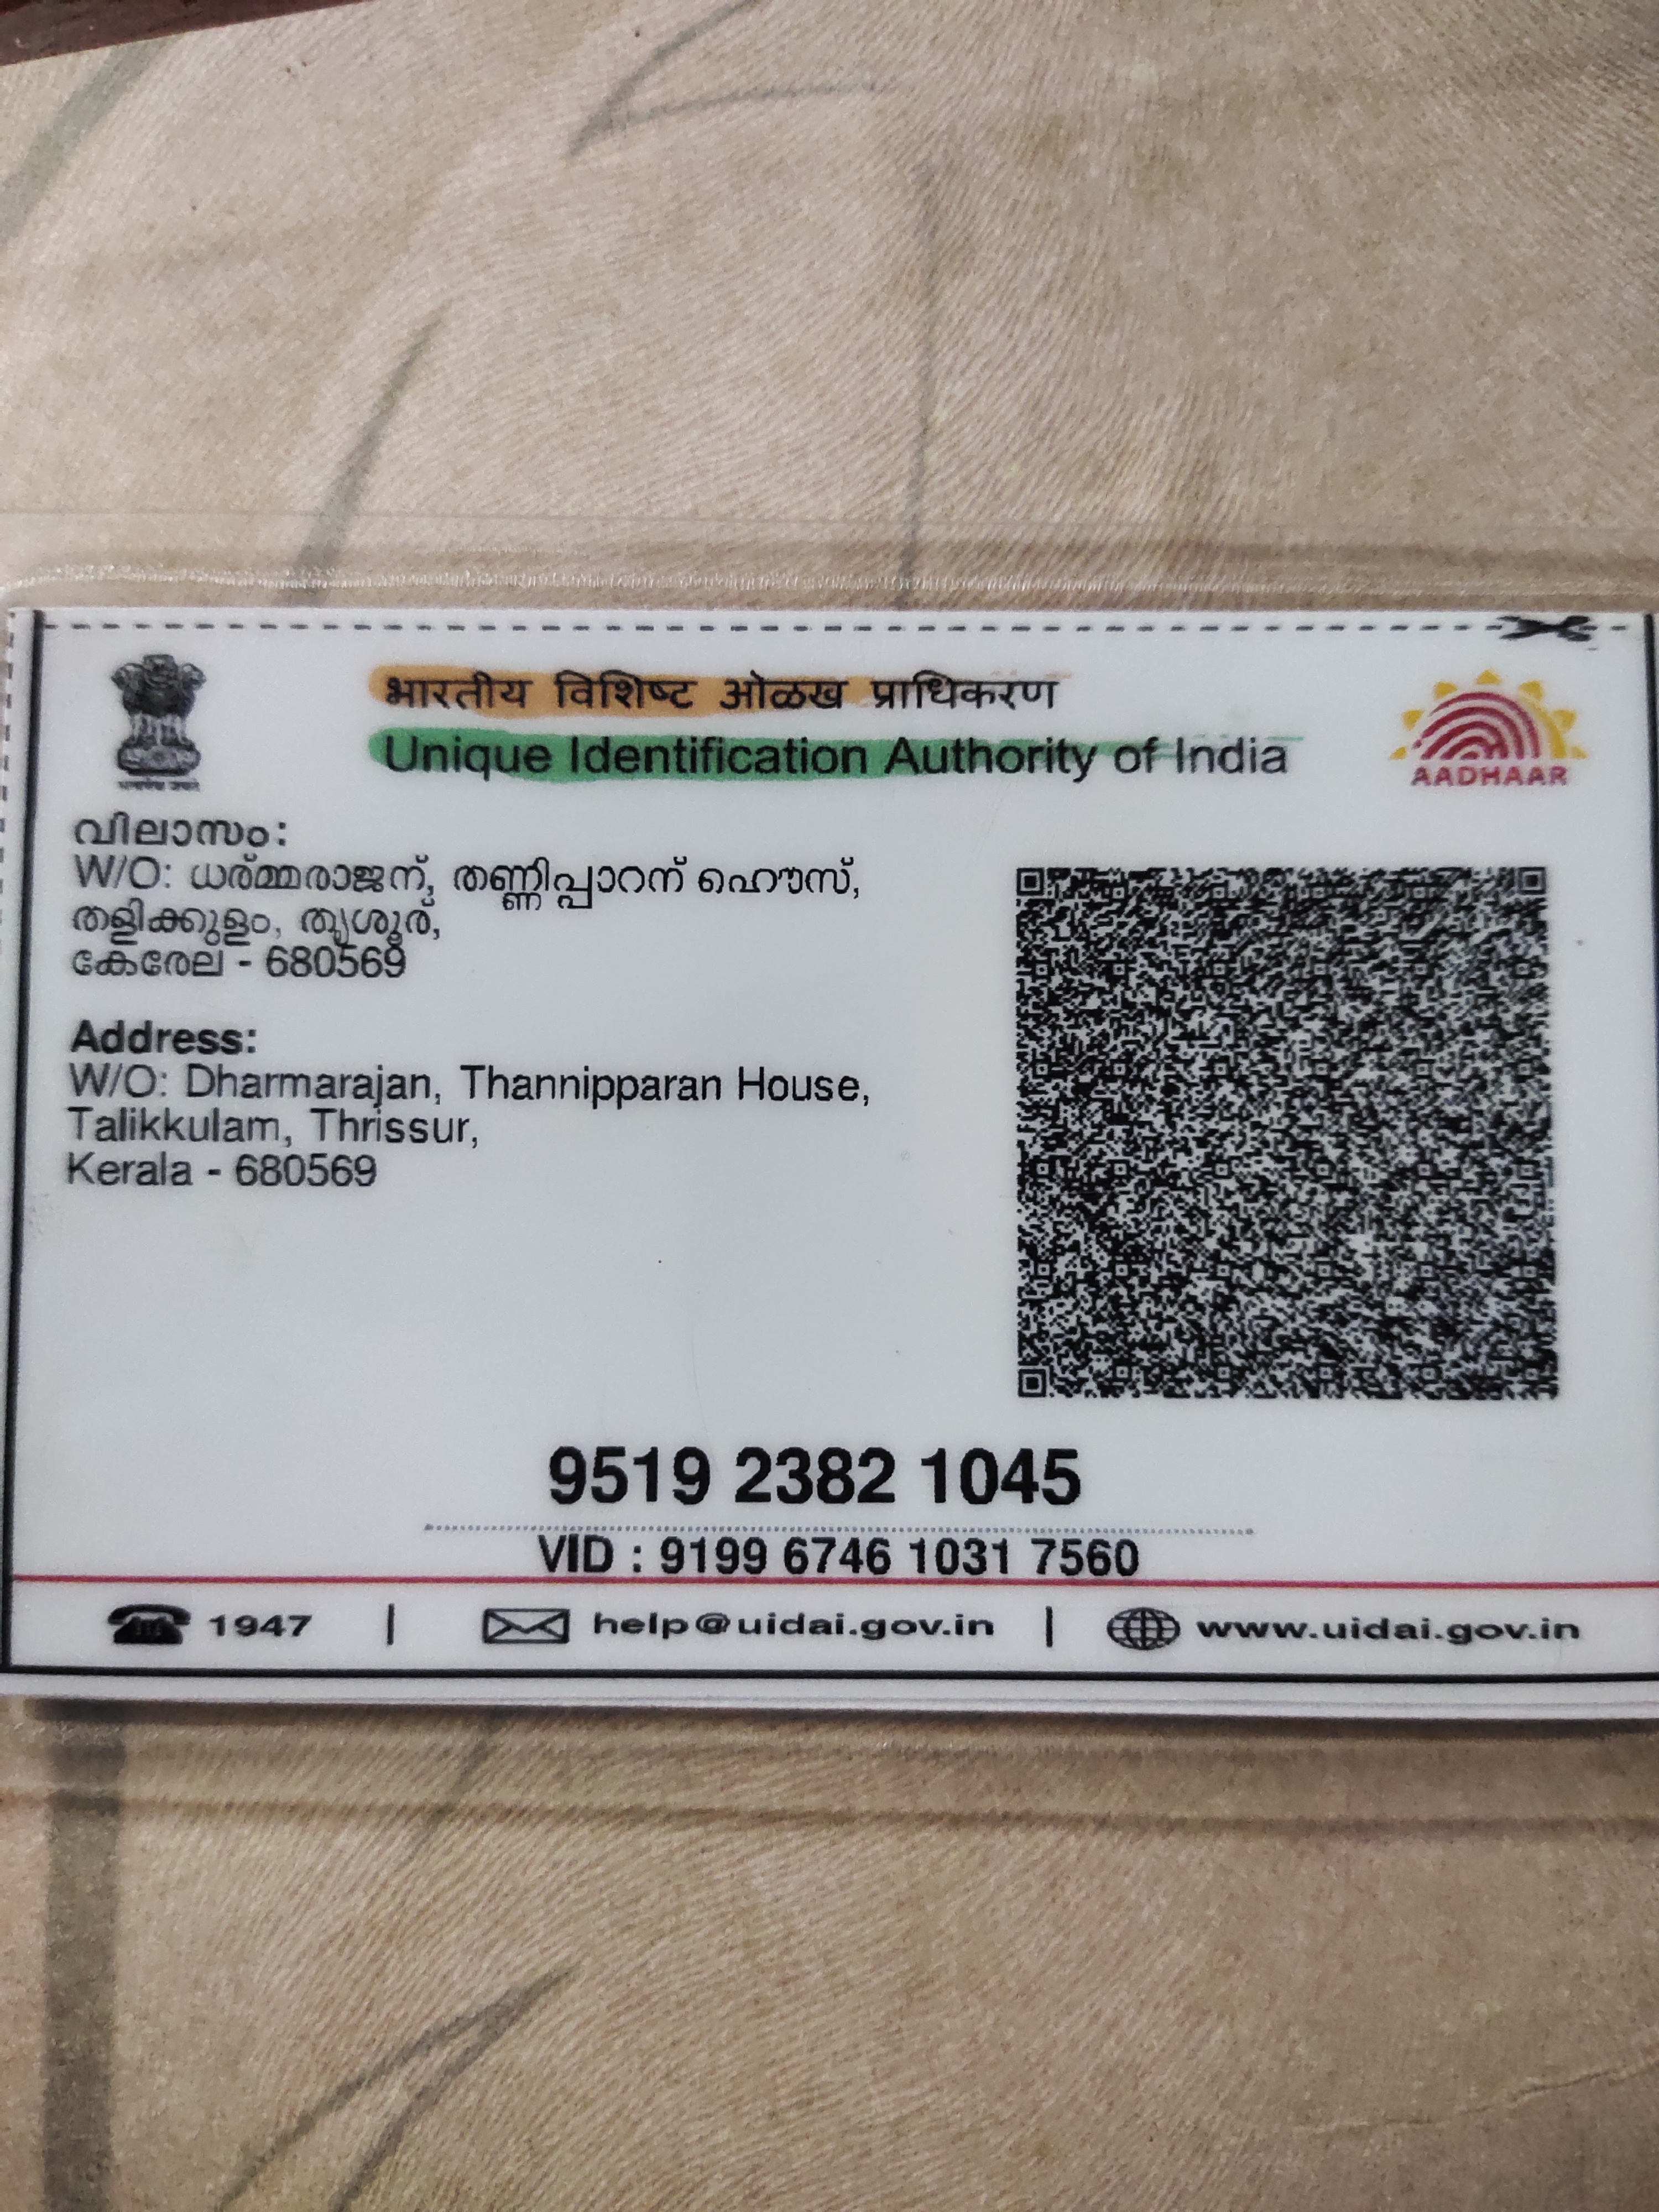 भारतीय विशिष्ट ओळख प्राधिकरण
Unique Identification Authority of India
AADHAAR
വിലാസം:
W/O: ധര്മ്മരാജന്, തണ്ണിപ്പാറന് ഹൌസ്,
തളിക്കുളം, തൃശൂര്,
കേരേല - 680569
Address:
W/O: Dharmarajan, Thannipparan House,
Talikkulam, Thrissur,
Kerala - 680569
9519 2382 1045
VID : 9199 6746 1031 7560
1947 | help@uidai.gov.in | www.uidai.gov.in